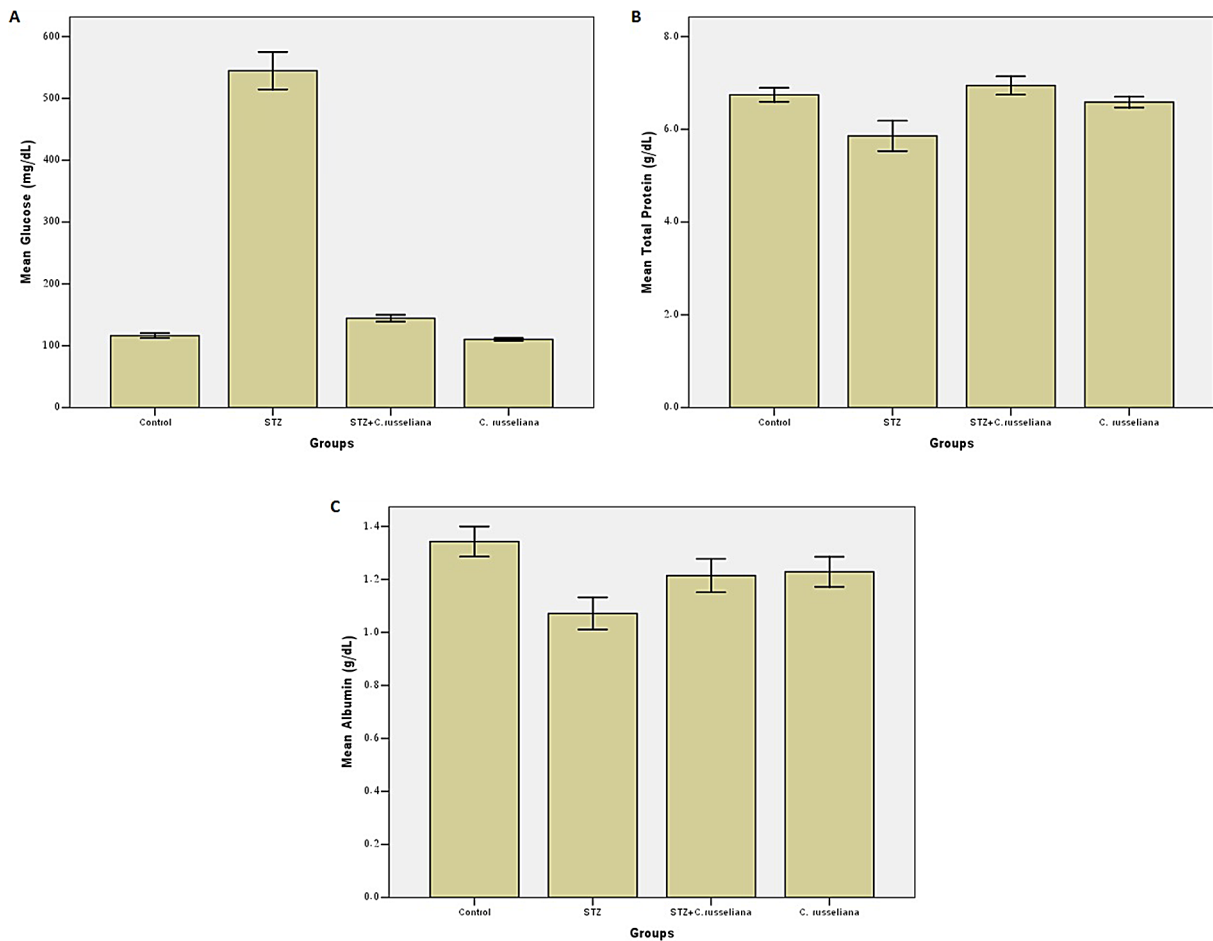 A
Mean Glucose (mg/dL)
600
500
400
300
200
100
0
Control STZ STZ+C.russeliana C. russeliana
Groups
B
Mean Total Protein (g/dL)
8.0
6.0
4.0
2.0
0.0
Control STZ STZ+C.russeliana C. russeliana
Groups
C
Mean Albumin (g/dL)
1.4
1.2
1.0
0.8
0.6
0.4
0.2
0.0
Control STZ STZ+C.russeliana C. russeliana
Groups